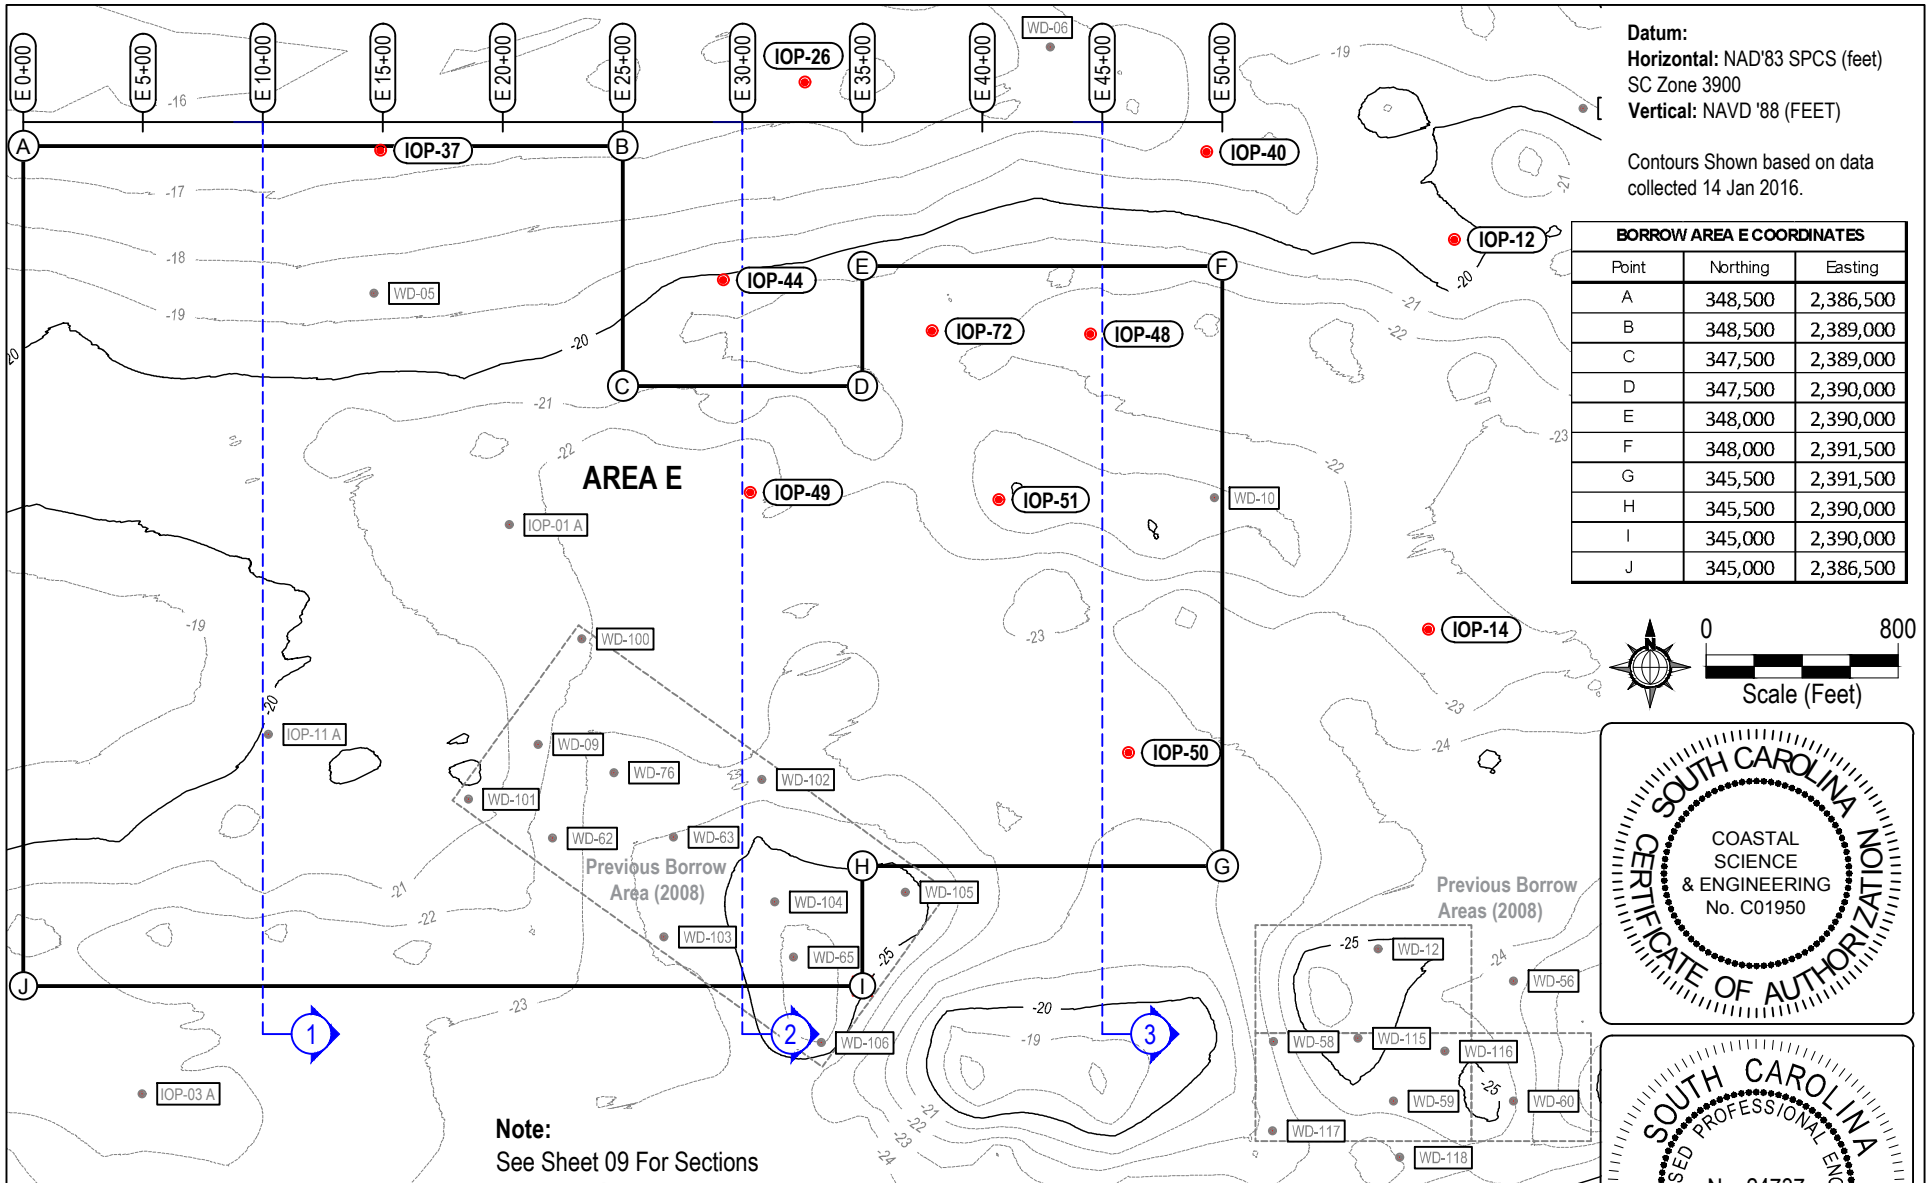 E 0+00
E 5+00
E 10+00
E 15+00
E 20+00
E 25+00
E 30+00
E 35+00
E 40+00
E 45+00
E 50+00
IOP-26
WD-06
-19
-16
Datum:
Horizontal: NAD'83 SPCS (feet)
SC Zone 3900
Vertical: NAVD '88 (FEET)
Contours Shown based on data
collected 14 Jan 2016.
A
IOP-37
B
IOP-40
-17
-21
-18
IOP-12
-20
E
F
IOP-44
WD-05
-19
-21
-22
IOP-72
IOP-48
-20
20
C
D
BORROW AREA E COORDINATES
Point Northing Easting
A 348,500 2,386,500
B 348,500 2,389,000
C 347,500 2,389,000
D 347,500 2,390,000
E 348,000 2,390,000
F 348,000 2,391,500
G 345,500 2,391,500
H 345,500 2,390,000
I 345,000 2,390,000
J 345,000 2,386,500
-21
-22
-23
-22
AREA E
IOP-49
IOP-51
WD-10
IOP-01 A
-19
WD-100
-23
IOP-14
N
0 800
Scale (Feet)
-20
-23
-24
IOP-11 A
WD-09
WD-76
WD-102
IOP-50
WD-101
WD-62
WD-63
Previous Borrow
Area (2008)
H
G
-21
-22
WD-104
WD-105
WD-103
WD-65
-25
Previous Borrow
Areas (2008)
-25
WD-12
-24
WD-56
J
I
-23
-20
-19
1
2
3
WD-106
WD-58
WD-115
WD-116
-25
IOP-03 A
WD-59
WD-60
-21
-22
-23
-24
WD-117
WD-118
Note:
See Sheet 09 For Sections
SOUTH CAROLINA
CERTIFICATE OF AUTHORIZATION
COASTAL
SCIENCE
& ENGINEERING
No. C01950
SOUTH CAROLINA
PROFESSIONAL